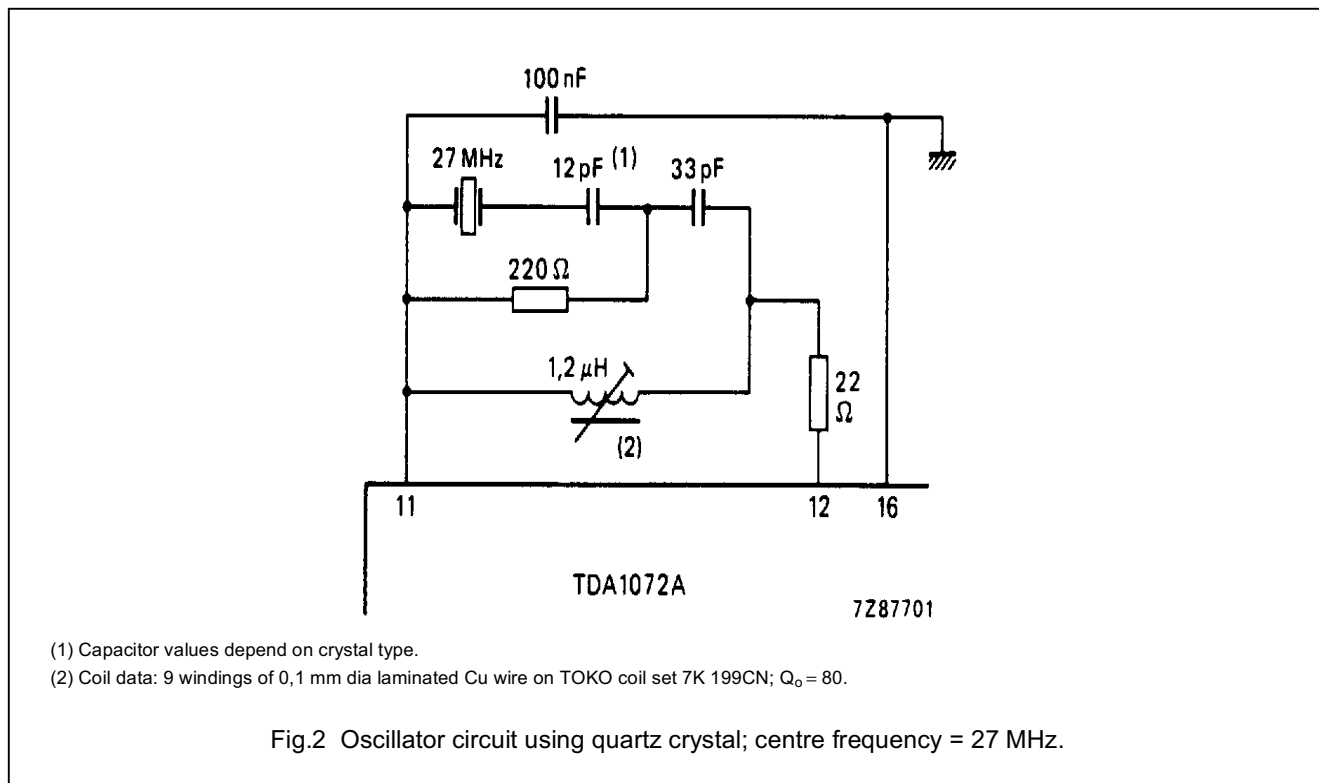 100 nF
27 MHz
12 pF (1)
33 pF
220 Ω
1,2 μH
(2)
22
Ω
11
12
16
TDA1072A
7Z87701
(1) Capacitor values depend on crystal type.
(2) Coil data: 9 windings of 0,1 mm dia laminated Cu wire on TOKO coil set 7K 199CN; Qo = 80.
Fig.2 Oscillator circuit using quartz crystal; centre frequency = 27 MHz.